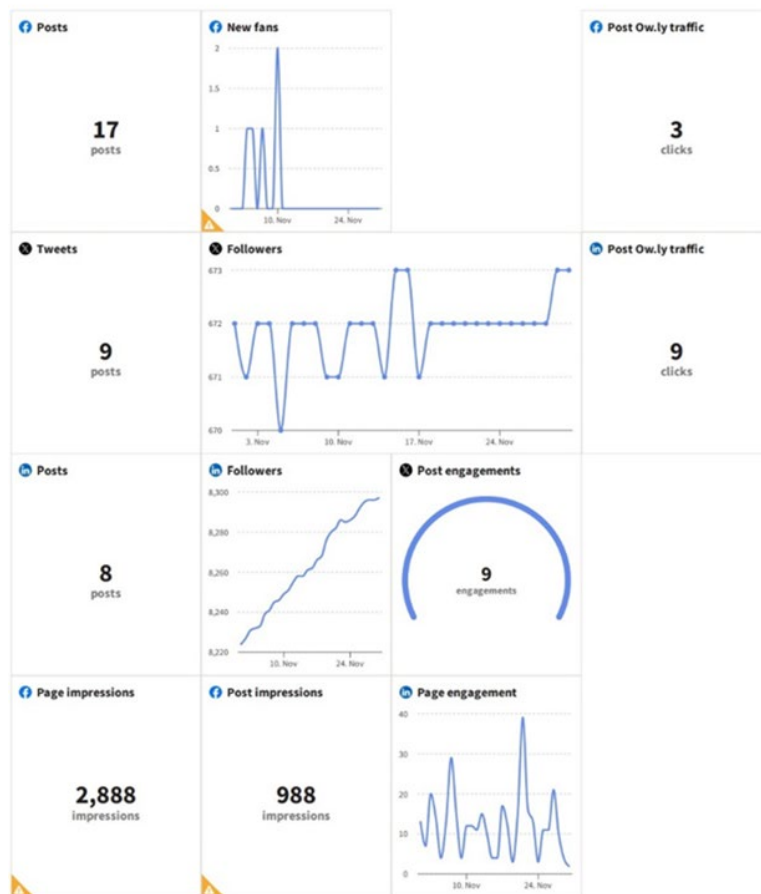 Posts
17
posts
New fans
2
1.5
1
0.5
0
10. Nov
24. Nov
Post Ow.ly traffic
3
clicks
Tweets
9
posts
Followers
673
672
671
670
3. Nov
10. Nov
17. Nov
24. Nov
Post Ow.ly traffic
9
clicks
Posts
8
posts
Followers
8,300
8,280
8,260
8,240
8,220
10. Nov
24. Nov
Post engagements
9
engagements
Page impressions
2,888
impressions
Post impressions
988
impressions
Page engagement
40
30
20
10
0
10. Nov
24. Nov